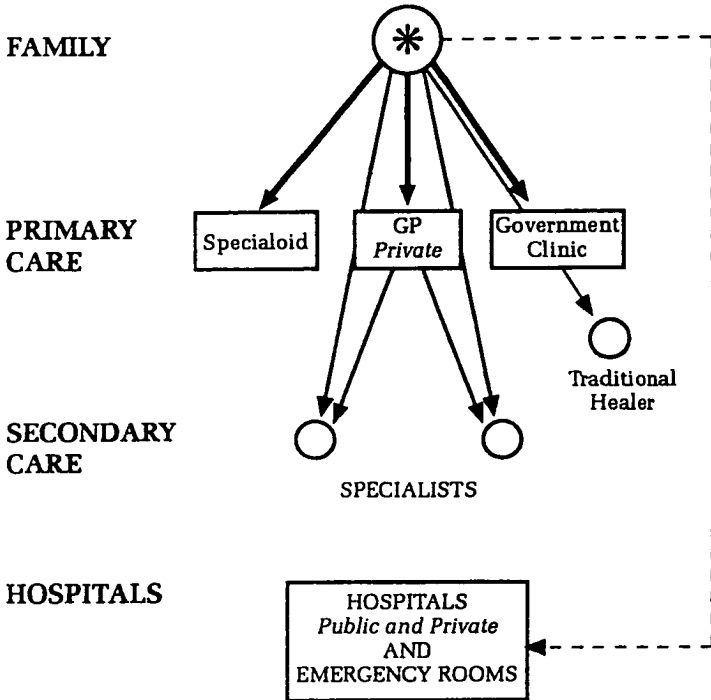 FAMILY
*
PRIMARY
CARE
Specialoid
GP
Private
Government
Clinic
Traditional
Healer
SECONDARY
CARE
SPECIALISTS
HOSPITALS
HOSPITALS
Public and Private
AND
EMERGENCY ROOMS